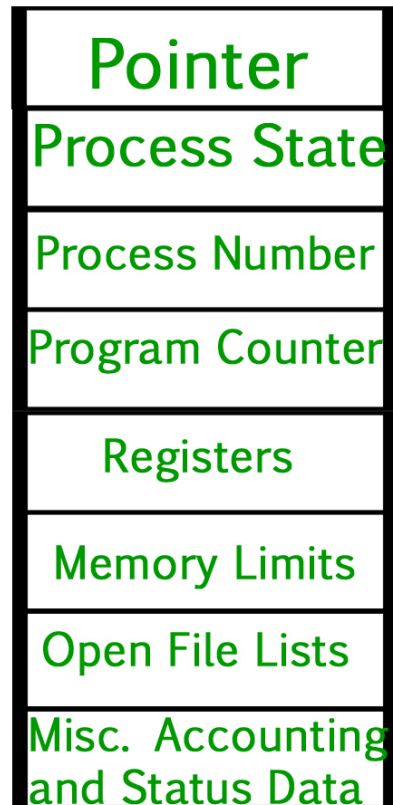 Pointer
Process State
Process Number
Program Counter
Registers
Memory Limits
Open File Lists
Misc. Accounting
and Status Data